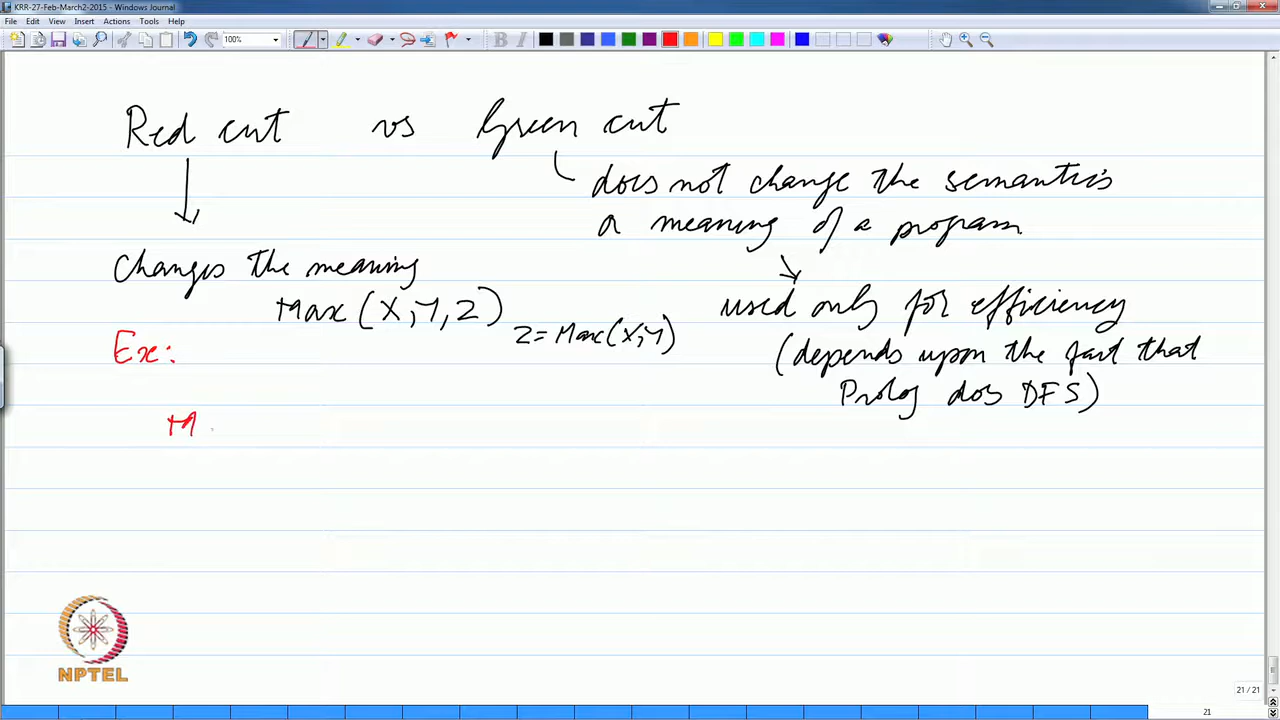 KRR-27-Feb-March2-2015 - Windows Journal
File Edit View Insert Actions Tools Help
100%
B I
Red cut vs Green cut
does not change the semantics
or meaning of a program
Changes the meaning
Max (X, Y, Z)
Z = Max (X, Y)
used only for efficiency
(depends upon the fact that
Prolog does DFS)
Ex:
M
NPTEL
21 / 21
21